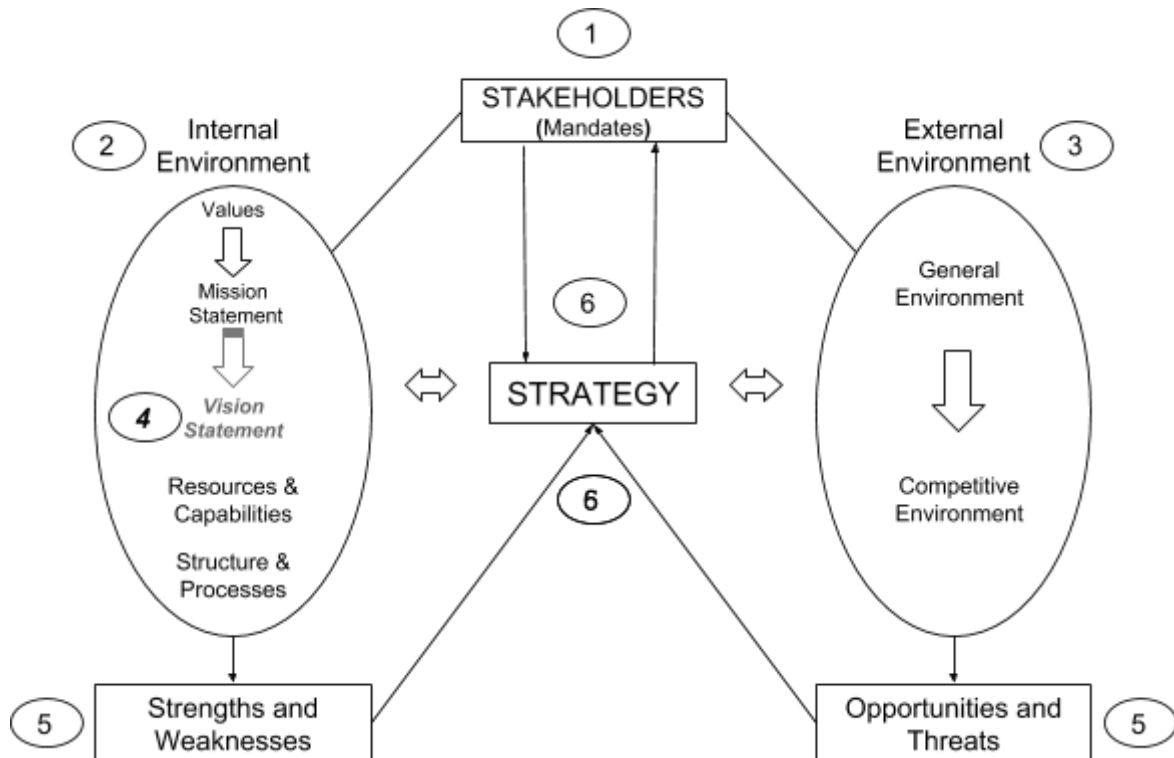 1
STAKEHOLDERS
(Mandates)
2
Internal
Environment
External
Environment
3
Values
Mission
Statement
4
Vision
Statement
Resources &
Capabilities
Structure &
Processes
6
STRATEGY
6
General
Environment
Competitive
Environment
5
Strengths and
Weaknesses
Opportunities and
Threats
5